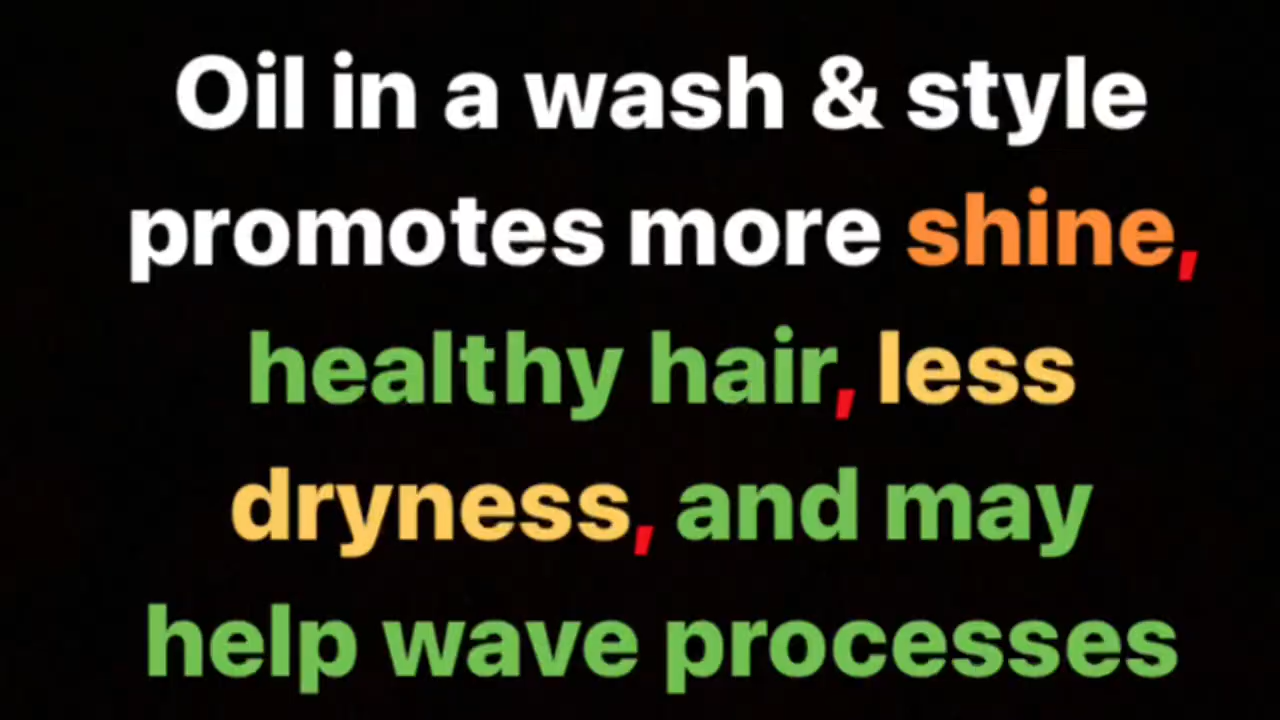 Oil in a wash & style
promotes more shine,
healthy hair, less
dryness, and may
help wave processes